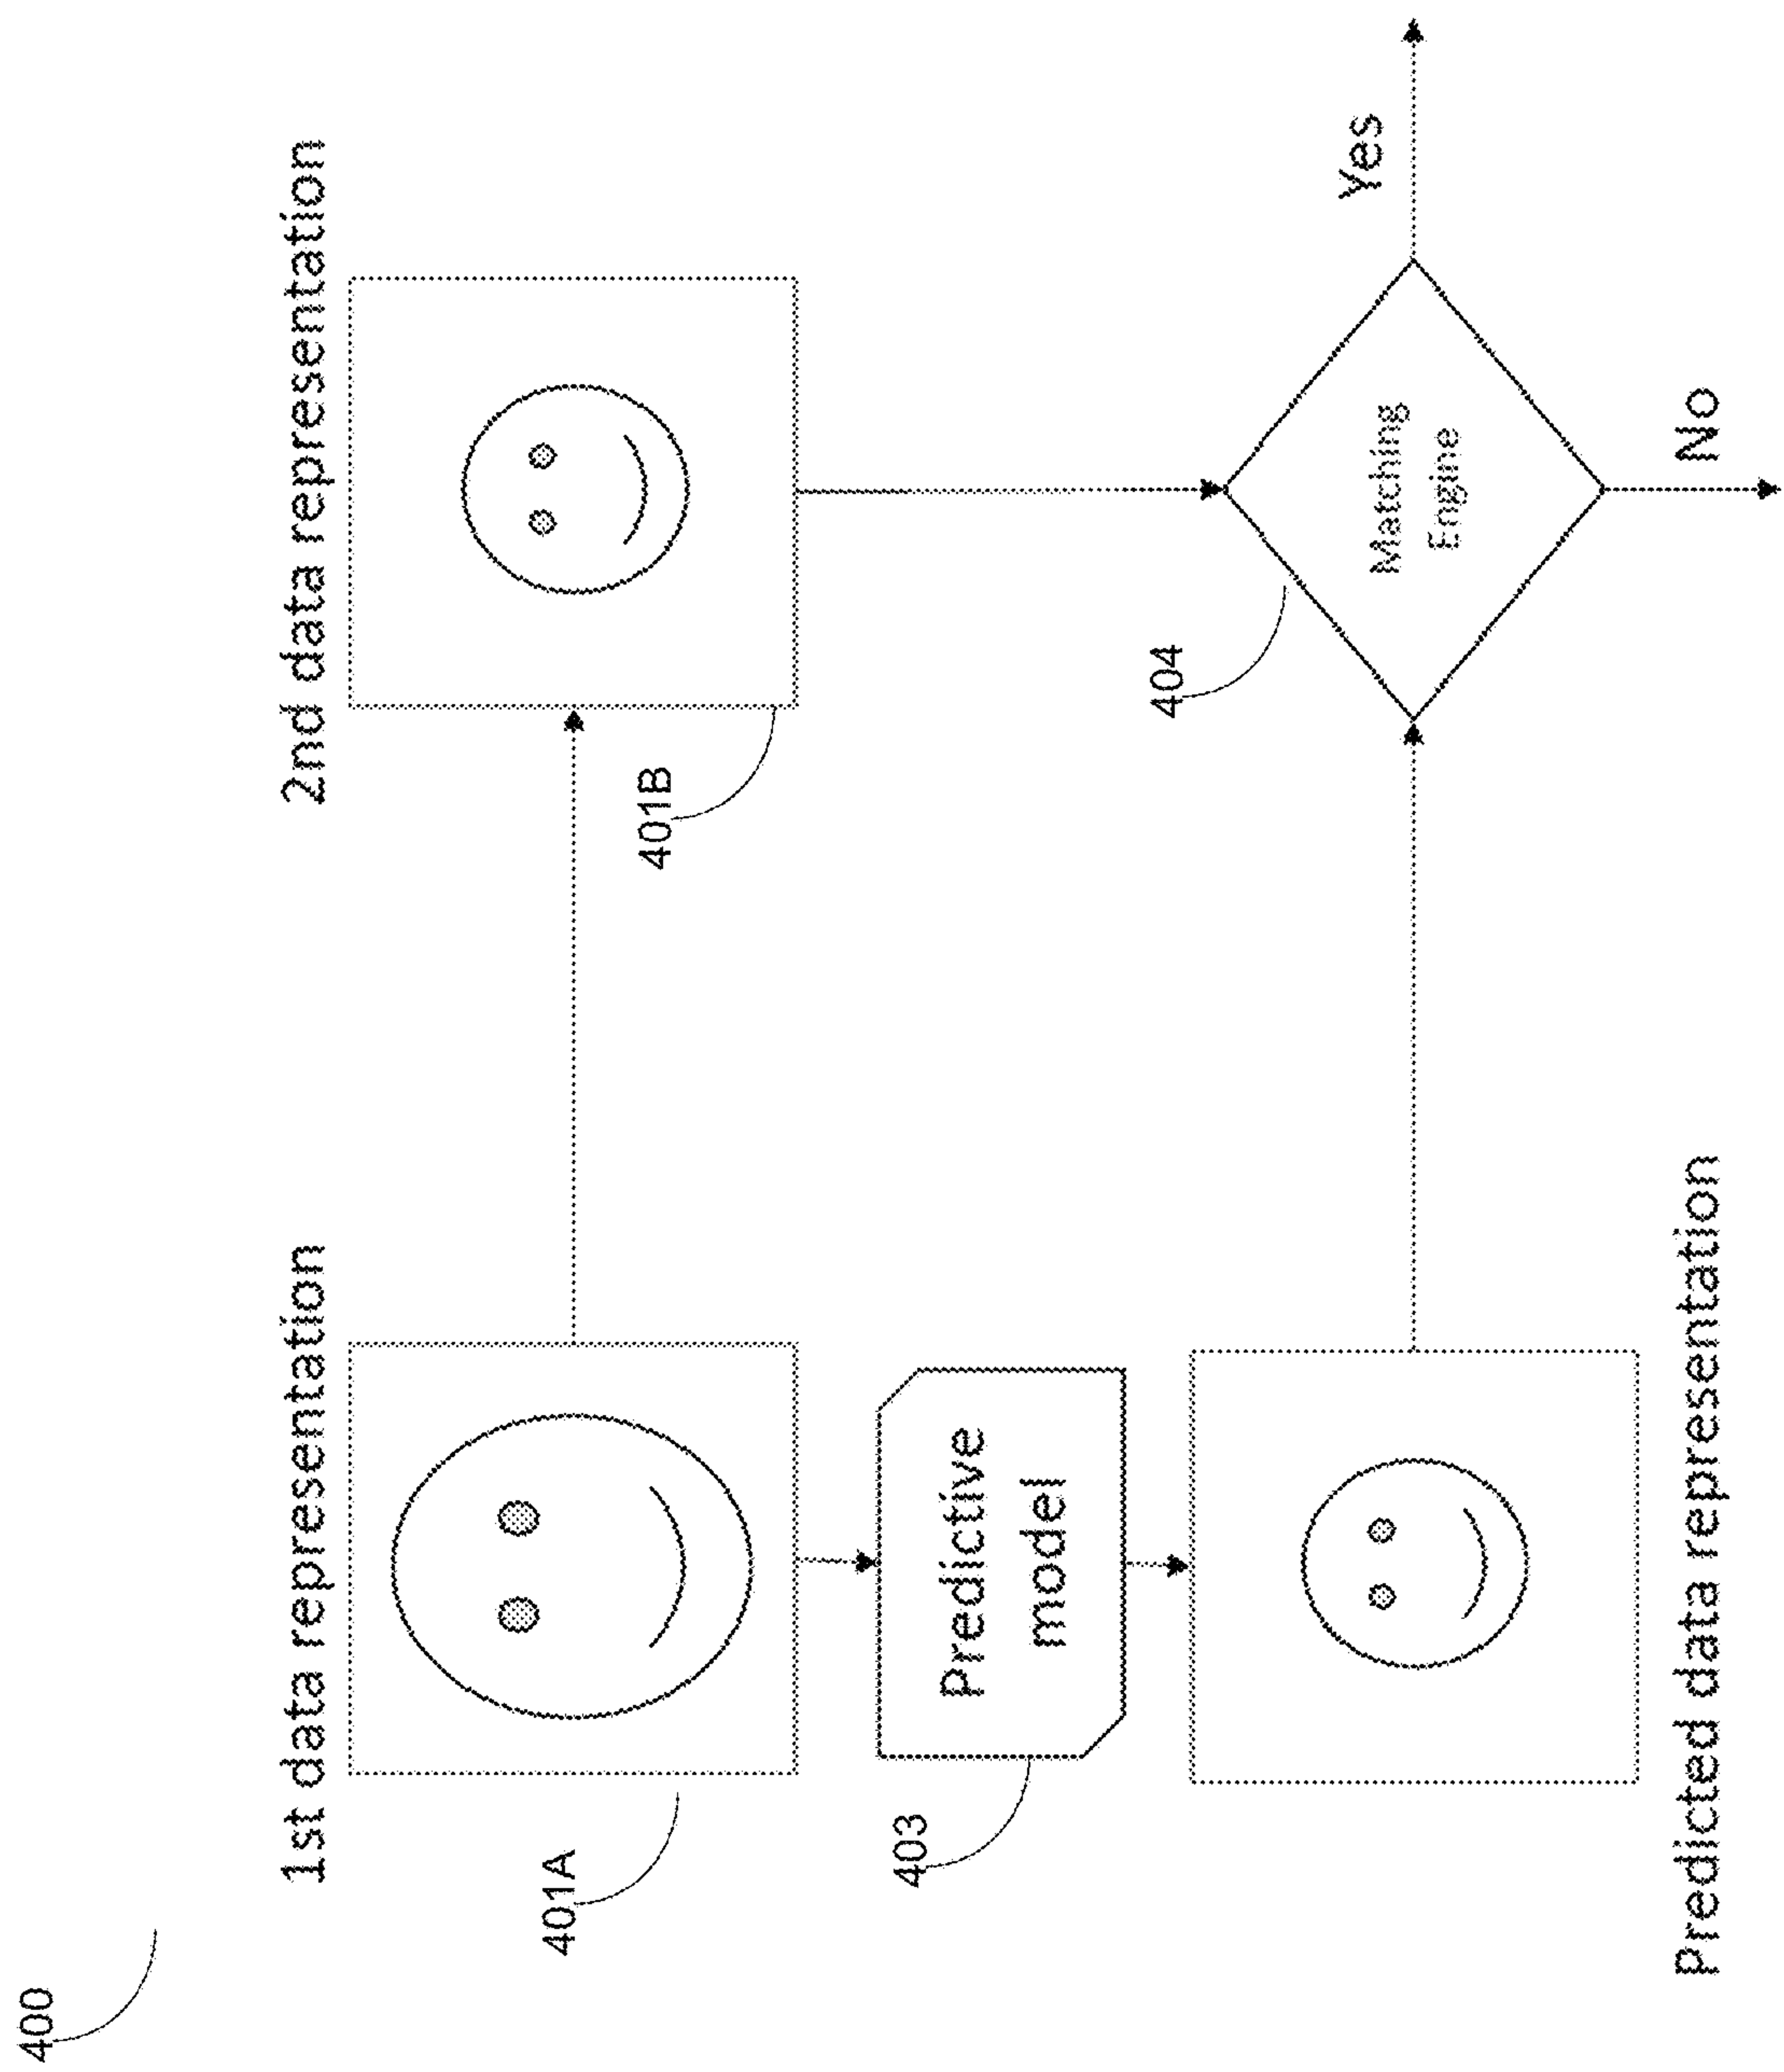 400
1st data representation
2nd data representation
401A
401B
Predictive
model
403
404
Matching
Engine
Yes
No
Predicted data representation